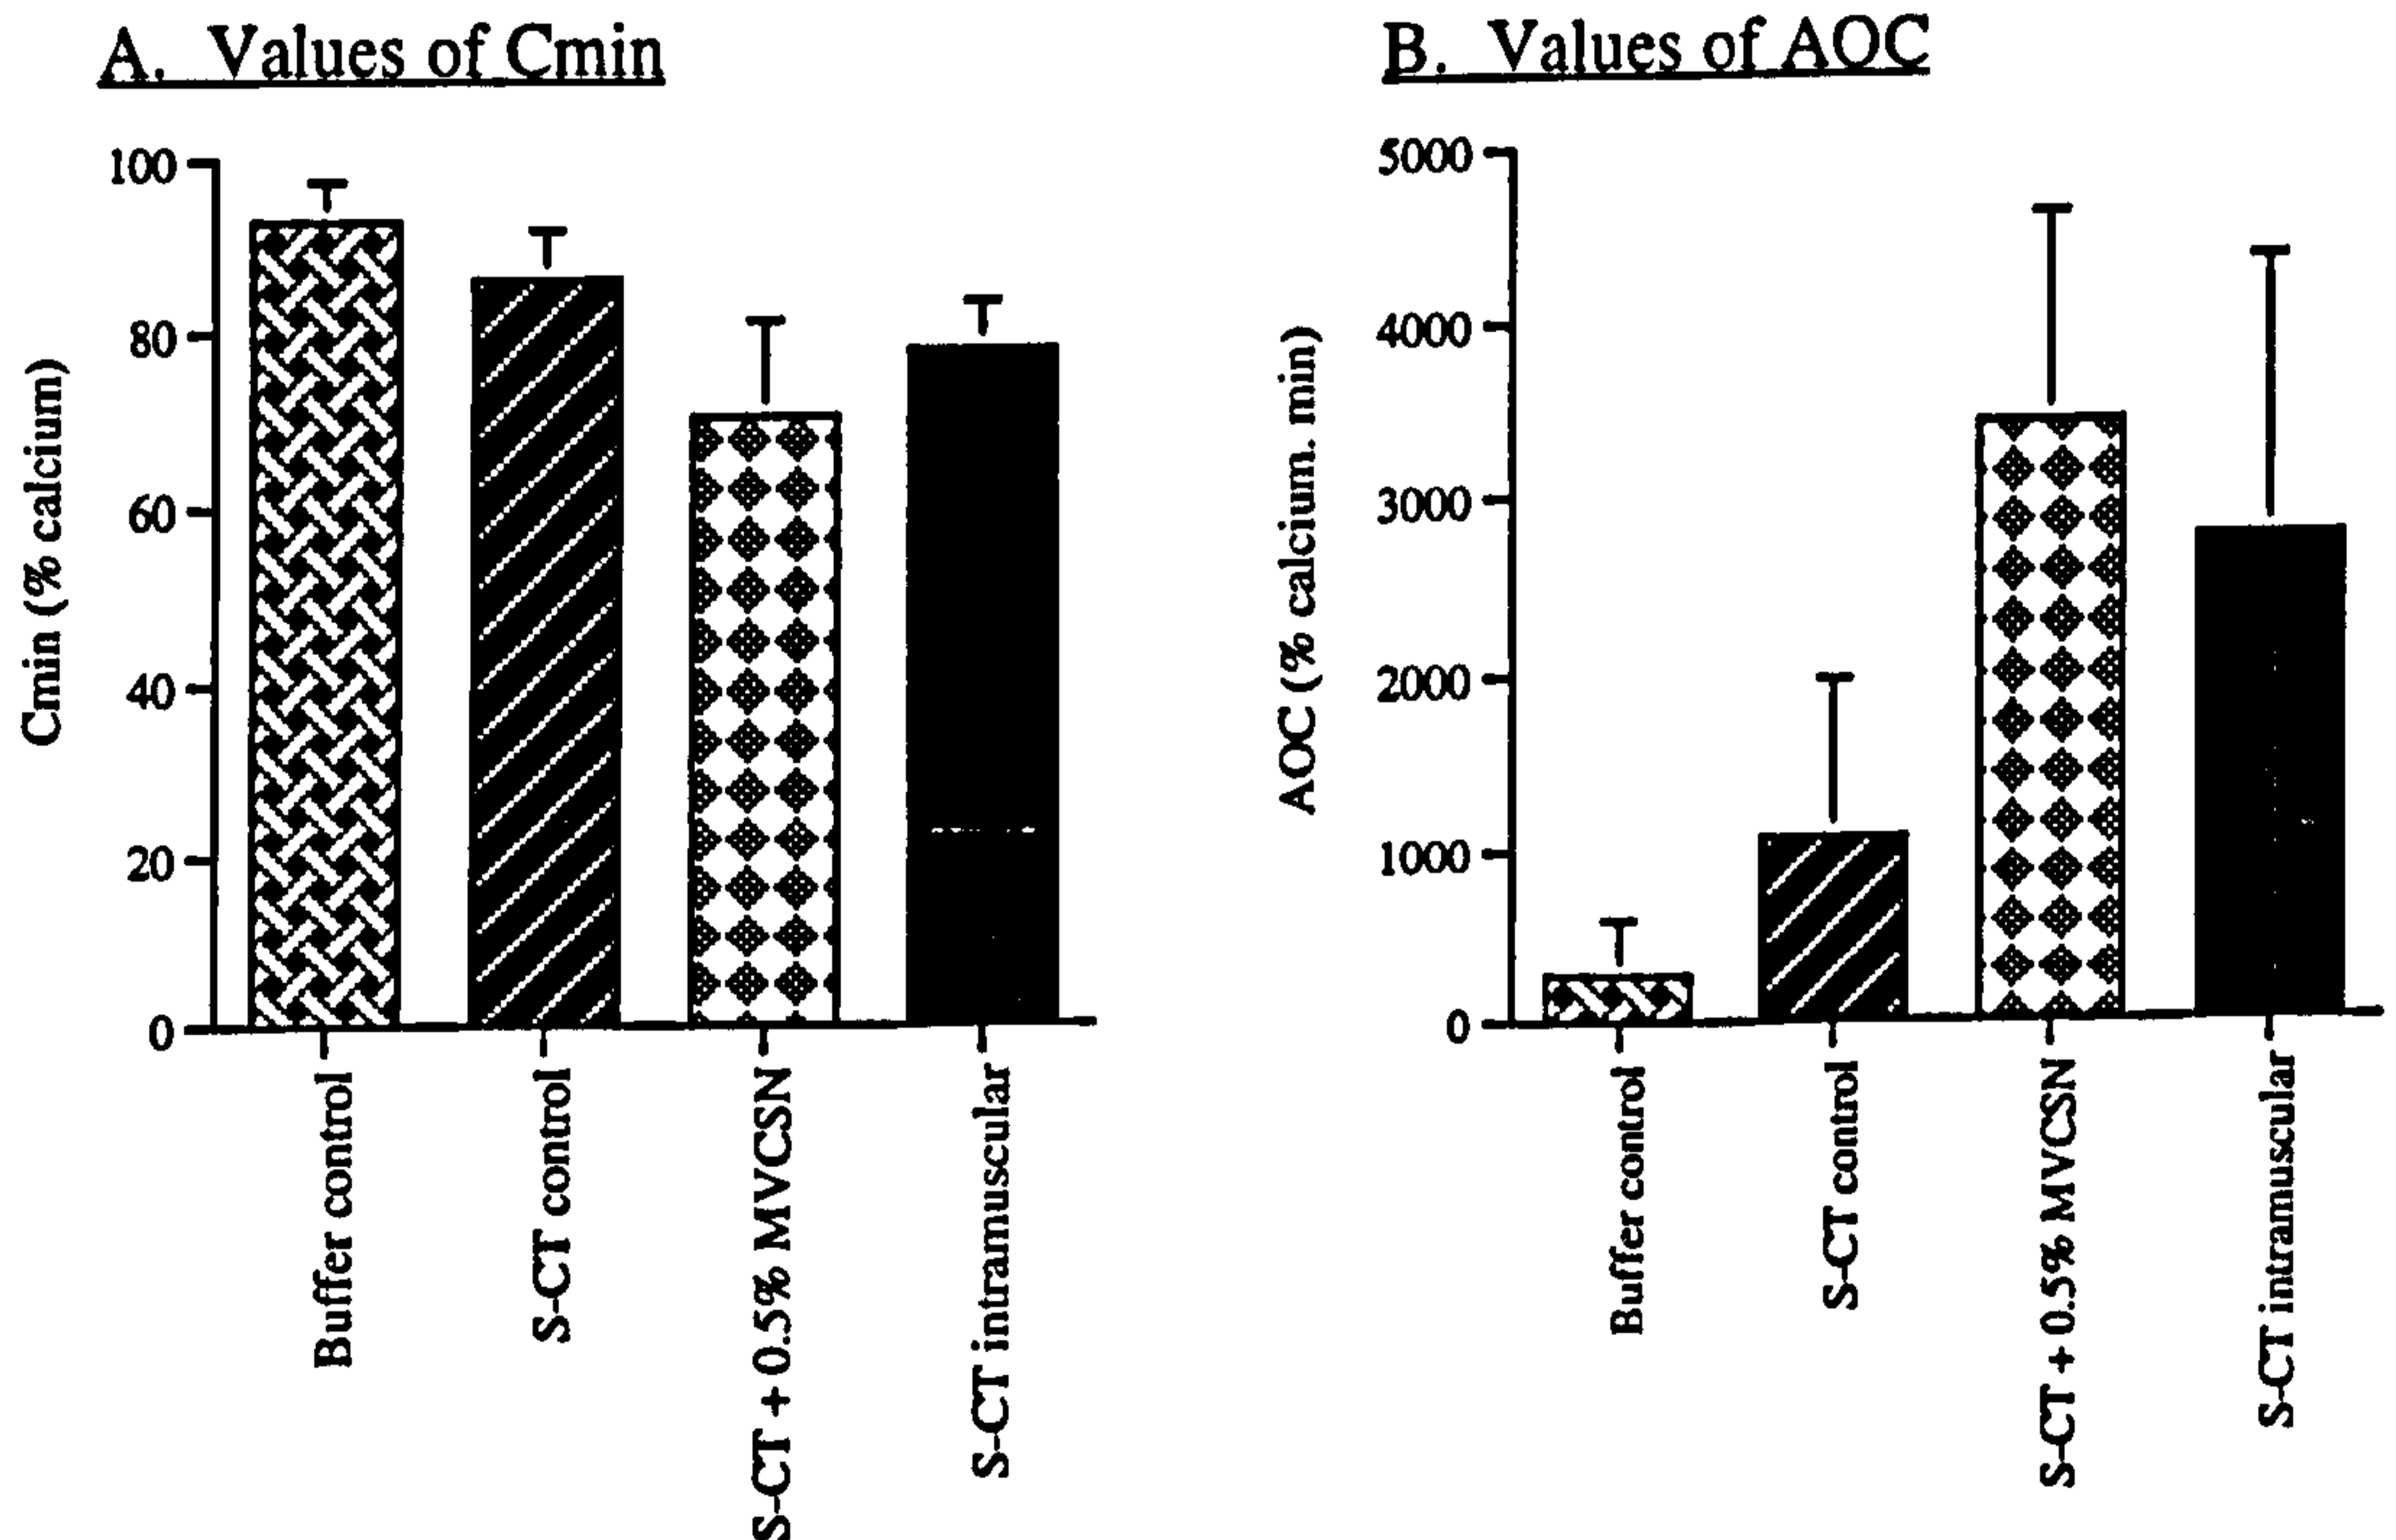 A. Values of Cmin
100
80
60
40
20
0
Cmin (% calcium)
Buffer control
S-CT control
S-CT + 0.5% MVCSN
S-CT intramuscular
B. Values of AOC
5000
4000
3000
2000
1000
0
AOC (% calcium. min)
Buffer control
S-CT control
S-CT + 0.5% MVCSN
S-CT intramuscular